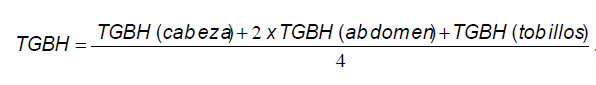 TGBH = TGBH (cabeza)+2 x TGBH (abdomen)+TGBH (tobillos)
4